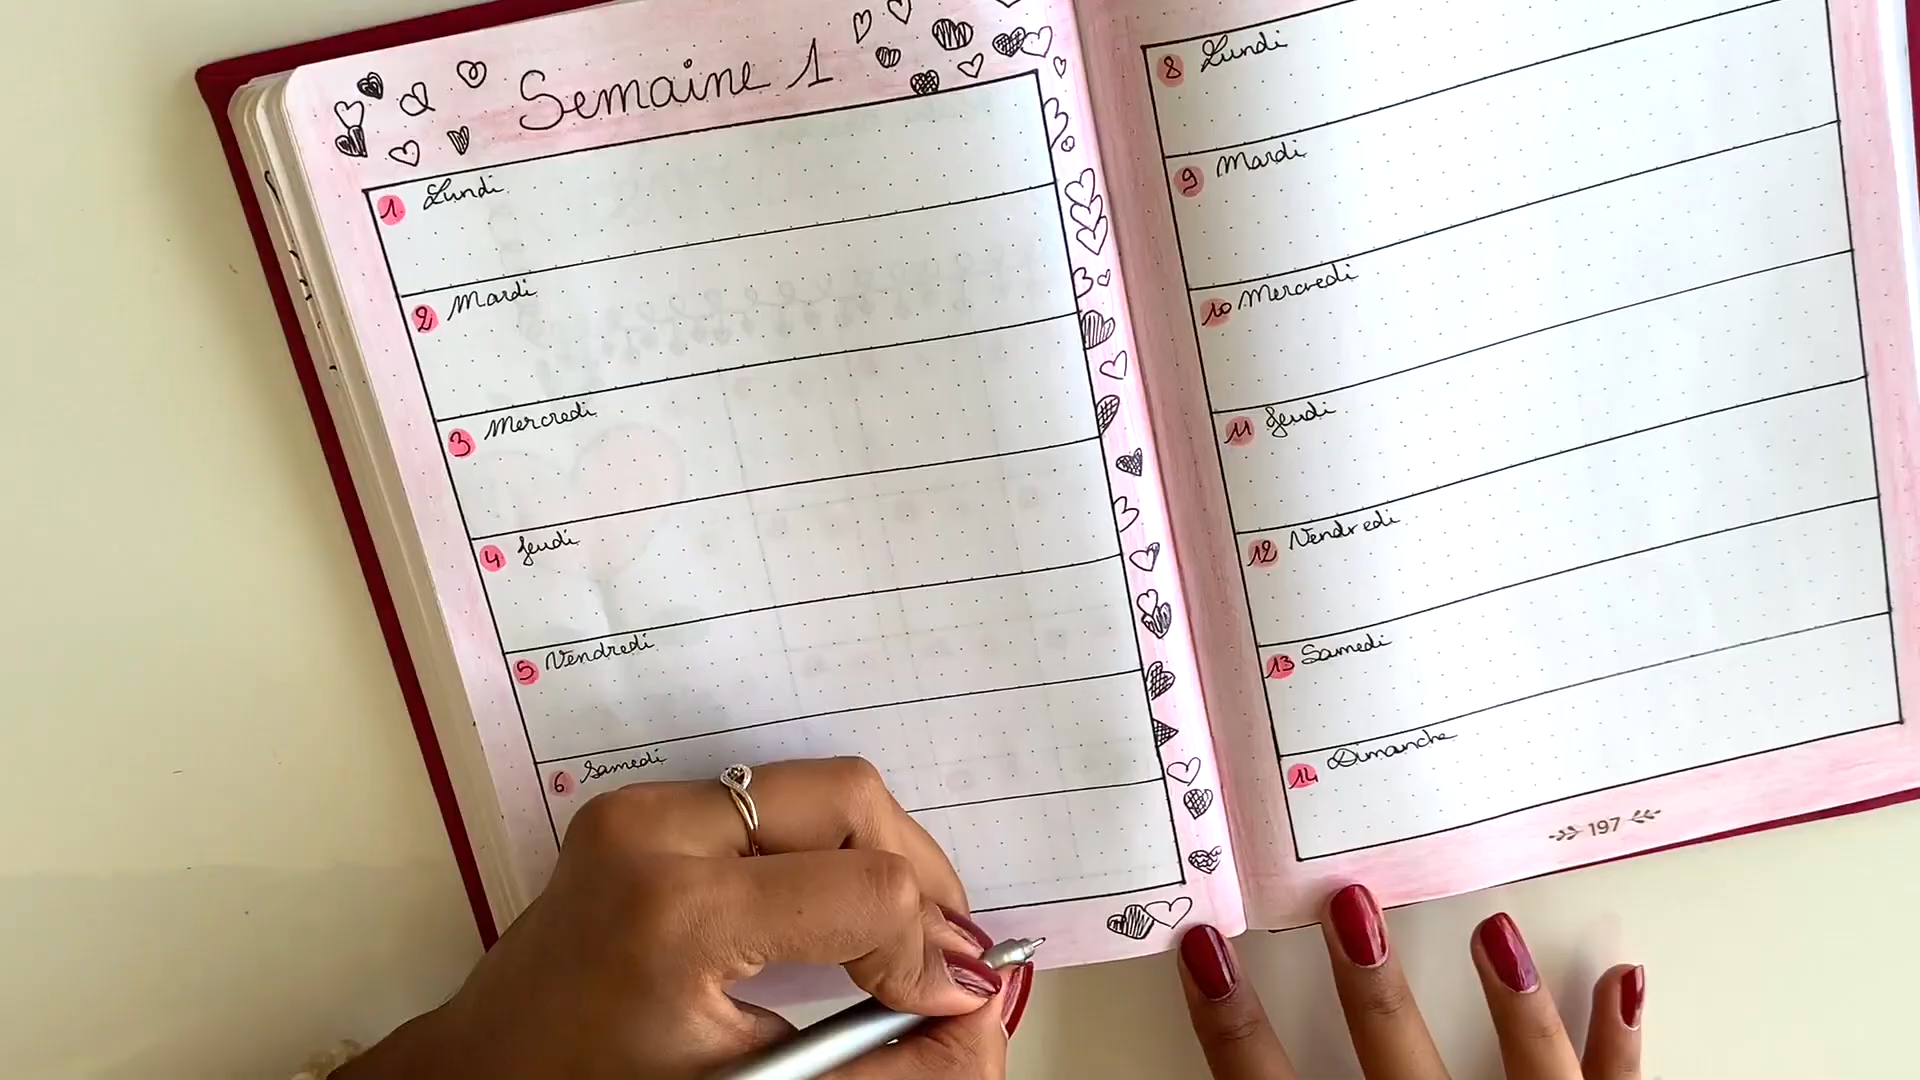 Semaine 1
1 Lundi
2 Mardi
3 Mercredi
4 Jeudi
5 Vendredi
6 Samedi
8 Lundi
9 Mardi
10 Mercredi
11 Jeudi
12 Vendredi
13 Samedi
14 Dimanche
197